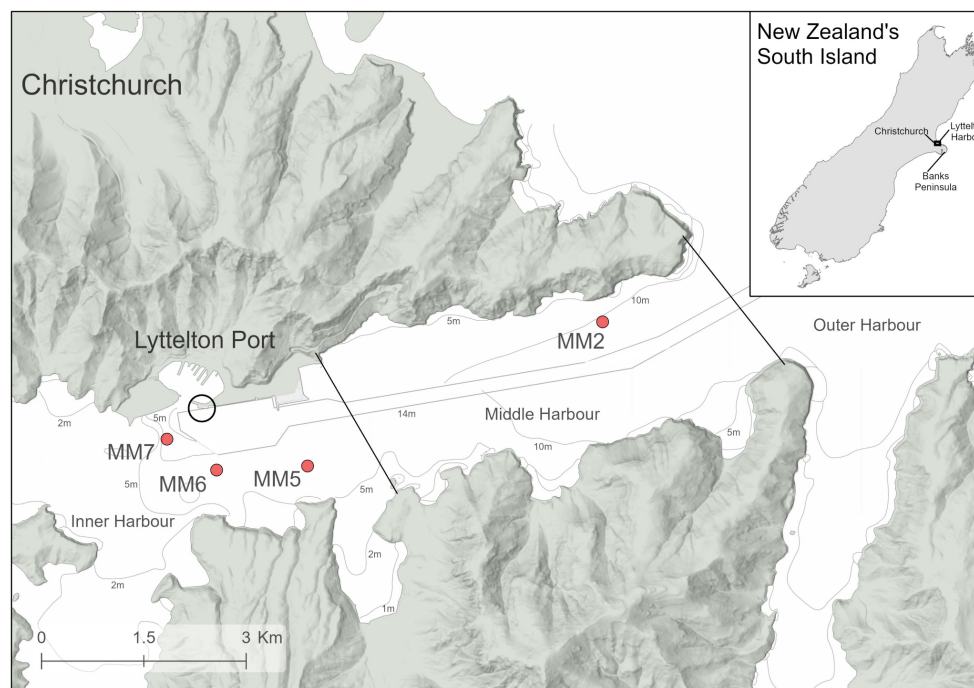 Christchurch
New Zealand's
South Island
Christchurch
Banks
Peninsula
Lyttelton Port
10m
5m
MM2
Outer Harbour
2m
5m
14m
Middle Harbour
MM7
10m
5m
5m
MM6
MM5
5m
Inner Harbour
2m
2m
1m
0 1.5 3 Km